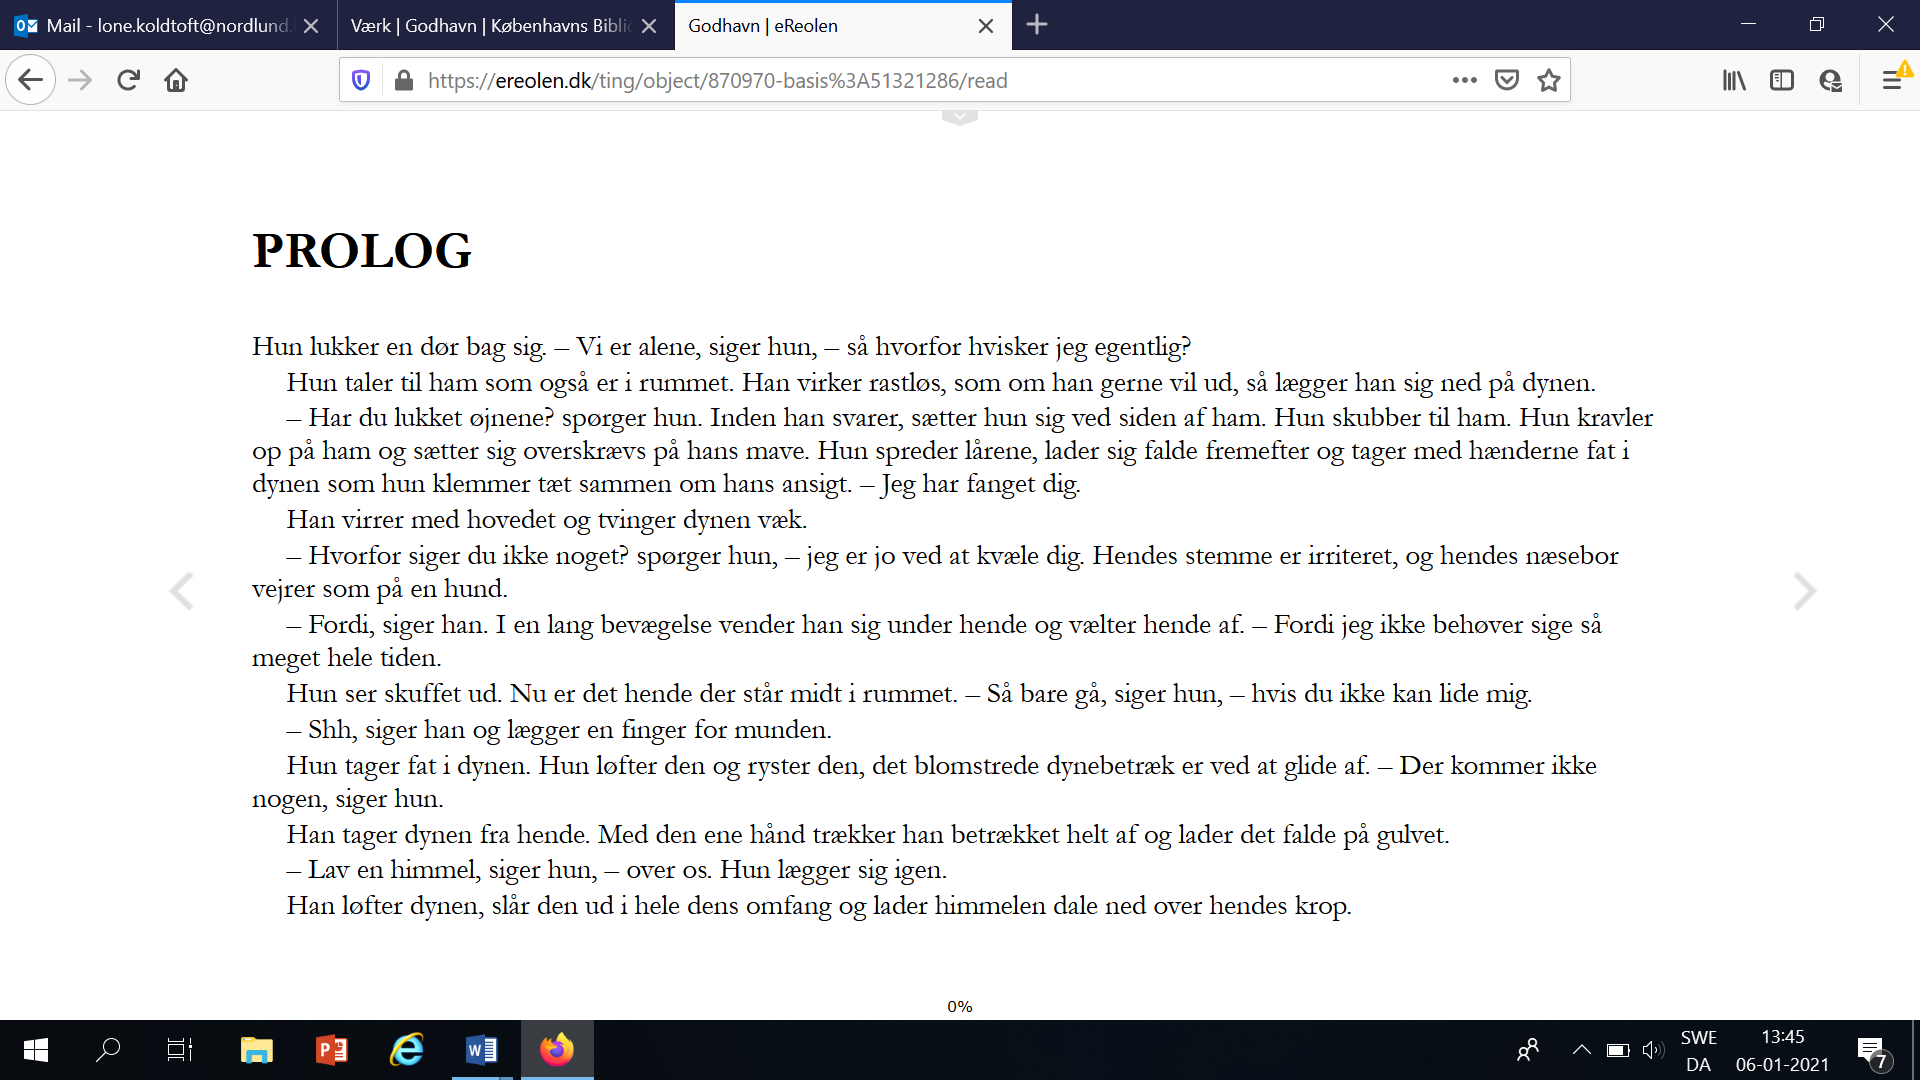 Mail - lone.koldtoft@nordlund.
Værk | Godhavn | Københavns Bibli
Godhavn | eReolen
https://ereolen.dk/ting/object/870970-basis%3A51321286/read
PROLOG
Hun lukker en dør bag sig. – Vi er alene, siger hun, – så hvorfor hvisker jeg egentlig?
Hun taler til ham som også er i rummet. Han virker rastløs, som om han gerne vil ud, så lægger han sig ned på dynen.
– Har du lukket øjnene? spørger hun. Inden han svarer, sætter hun sig ved siden af ham. Hun skubber til ham. Hun kravler
op på ham og sætter sig overskrævs på hans mave. Hun spreder lårene, lader sig falde fremefter og tager med hænderne fat i
dynen som hun klemmer tæt sammen om hans ansigt. – Jeg har fanget dig.
Han virrer med hovedet og tvinger dynen væk.
– Hvorfor siger du ikke noget? spørger hun, – jeg er jo ved at kvæle dig. Hendes stemme er irriteret, og hendes næsebor
vejrer som på en hund.
– Fordi, siger han. I en lang bevægelse vender han sig under hende og vælter hende af. – Fordi jeg ikke behøver sige så
meget hele tiden.
Hun ser skuffet ud. Nu er det hende der står midt i rummet. – Så bare gå, siger hun, – hvis du ikke kan lide mig.
– Shh, siger han og lægger en finger for munden.
Hun tager fat i dynen. Hun løfter den og ryster den, det blomstrede dynebetræk er ved at glide af. – Der kommer ikke
nogen, siger hun.
Han tager dynen fra hende. Med den ene hånd trækker han betrækket helt af og lader det falde på gulvet.
– Lav en himmel, siger hun, – over os. Hun lægger sig igen.
Han løfter dynen, slår den ud i hele dens omfang og lader himmelen dale ned over hendes krop.
0%
SWE
DA
13:45
06-01-2021
7